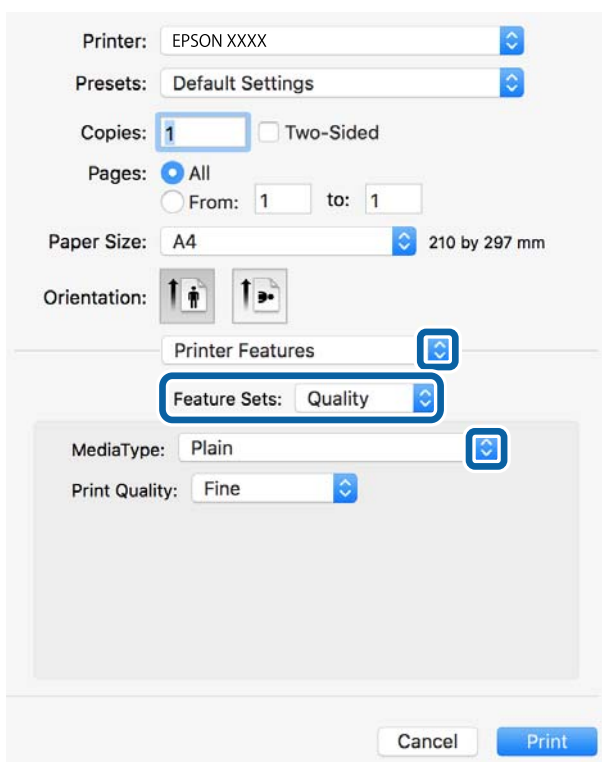 Printer: EPSON XXXX
Presets: Default Settings
Copies: 1 Two-Sided
Pages: All
From: 1 to: 1
Paper Size: A4 210 by 297 mm
Orientation:
Printer Features
Feature Sets: Quality
MediaType: Plain
Print Quality: Fine
Cancel Print